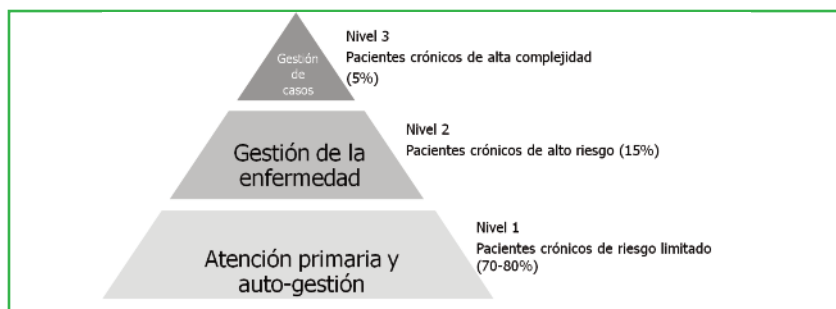 Gestión
de
casos
Nivel 3
Pacientes crónicos de alta complejidad
(5%)
Gestión de la
enfermedad
Nivel 2
Pacientes crónicos de alto riesgo (15%)
Atención primaria y
auto-gestión
Nivel 1
Pacientes crónicos de riesgo limitado
(70-80%)